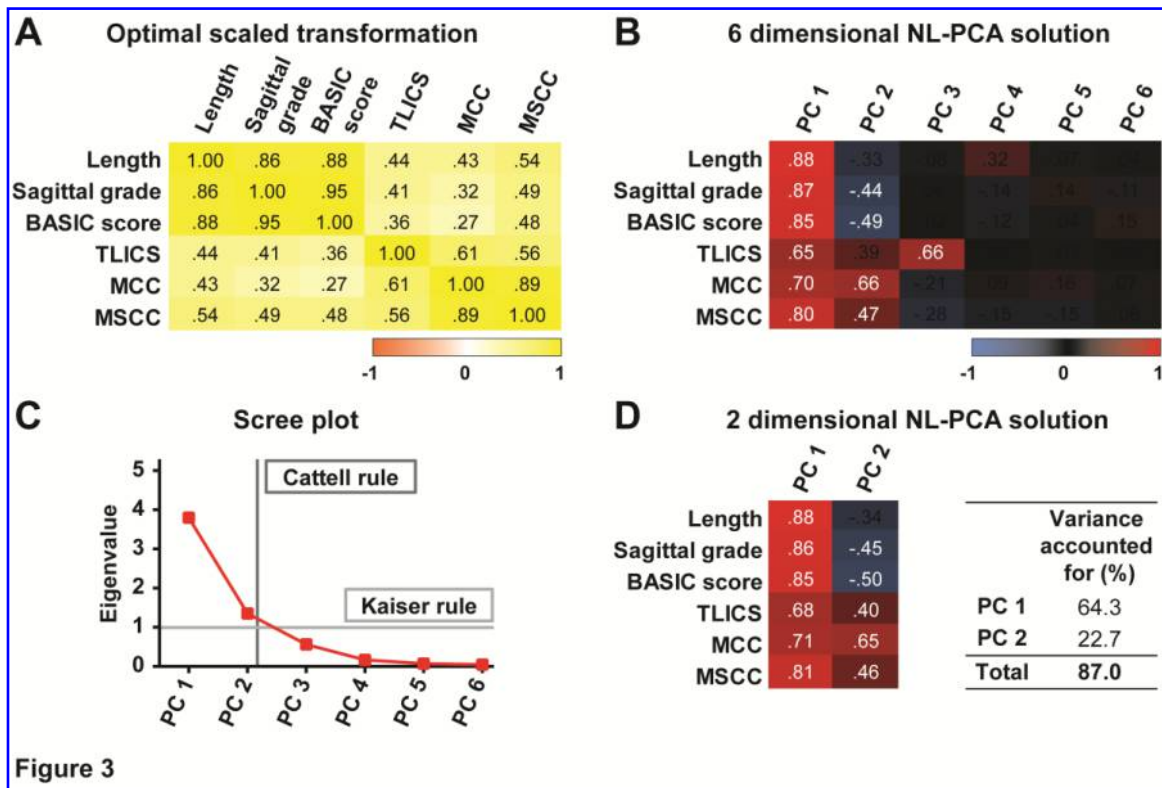 A Optimal scaled transformation
Length Sagittal grade BASIC score TLICS MCC MSCC
Length 1.00 .86 .88 .44 .43 .54
Sagittal grade .86 1.00 .95 .41 .32 .49
BASIC score .88 .95 1.00 .36 .27 .48
TLICS .44 .41 .36 1.00 .61 .56
MCC .43 .32 .27 .61 1.00 .89
MSCC .54 .49 .48 .56 .89 1.00
-1 0 1
B 6 dimensional NL-PCA solution
PC 1 PC 2 PC 3 PC 4 PC 5 PC 6
Length .88 -.33 .32
Sagittal grade .87 -.44 -.14 .14 -.11
BASIC score .85 -.49 -.12 .15
TLICS .65 .39 .66
MCC .70 .66 -.21 .16
MSCC .80 .47 -.28 -.15 -.15
-1 0 1
C Scree plot
Eigenvalue
5
4
3
2
1
0
Cattell rule
Kaiser rule
PC 1 PC 2 PC 3 PC 4 PC 5 PC 6
D 2 dimensional NL-PCA solution
PC 1 PC 2
Length .88 -.34
Sagittal grade .86 -.45
BASIC score .85 -.50
TLICS .68 .40
MCC .71 .65
MSCC .81 .46
Variance
accounted
for (%)
PC 1 64.3
PC 2 22.7
Total 87.0
Figure 3